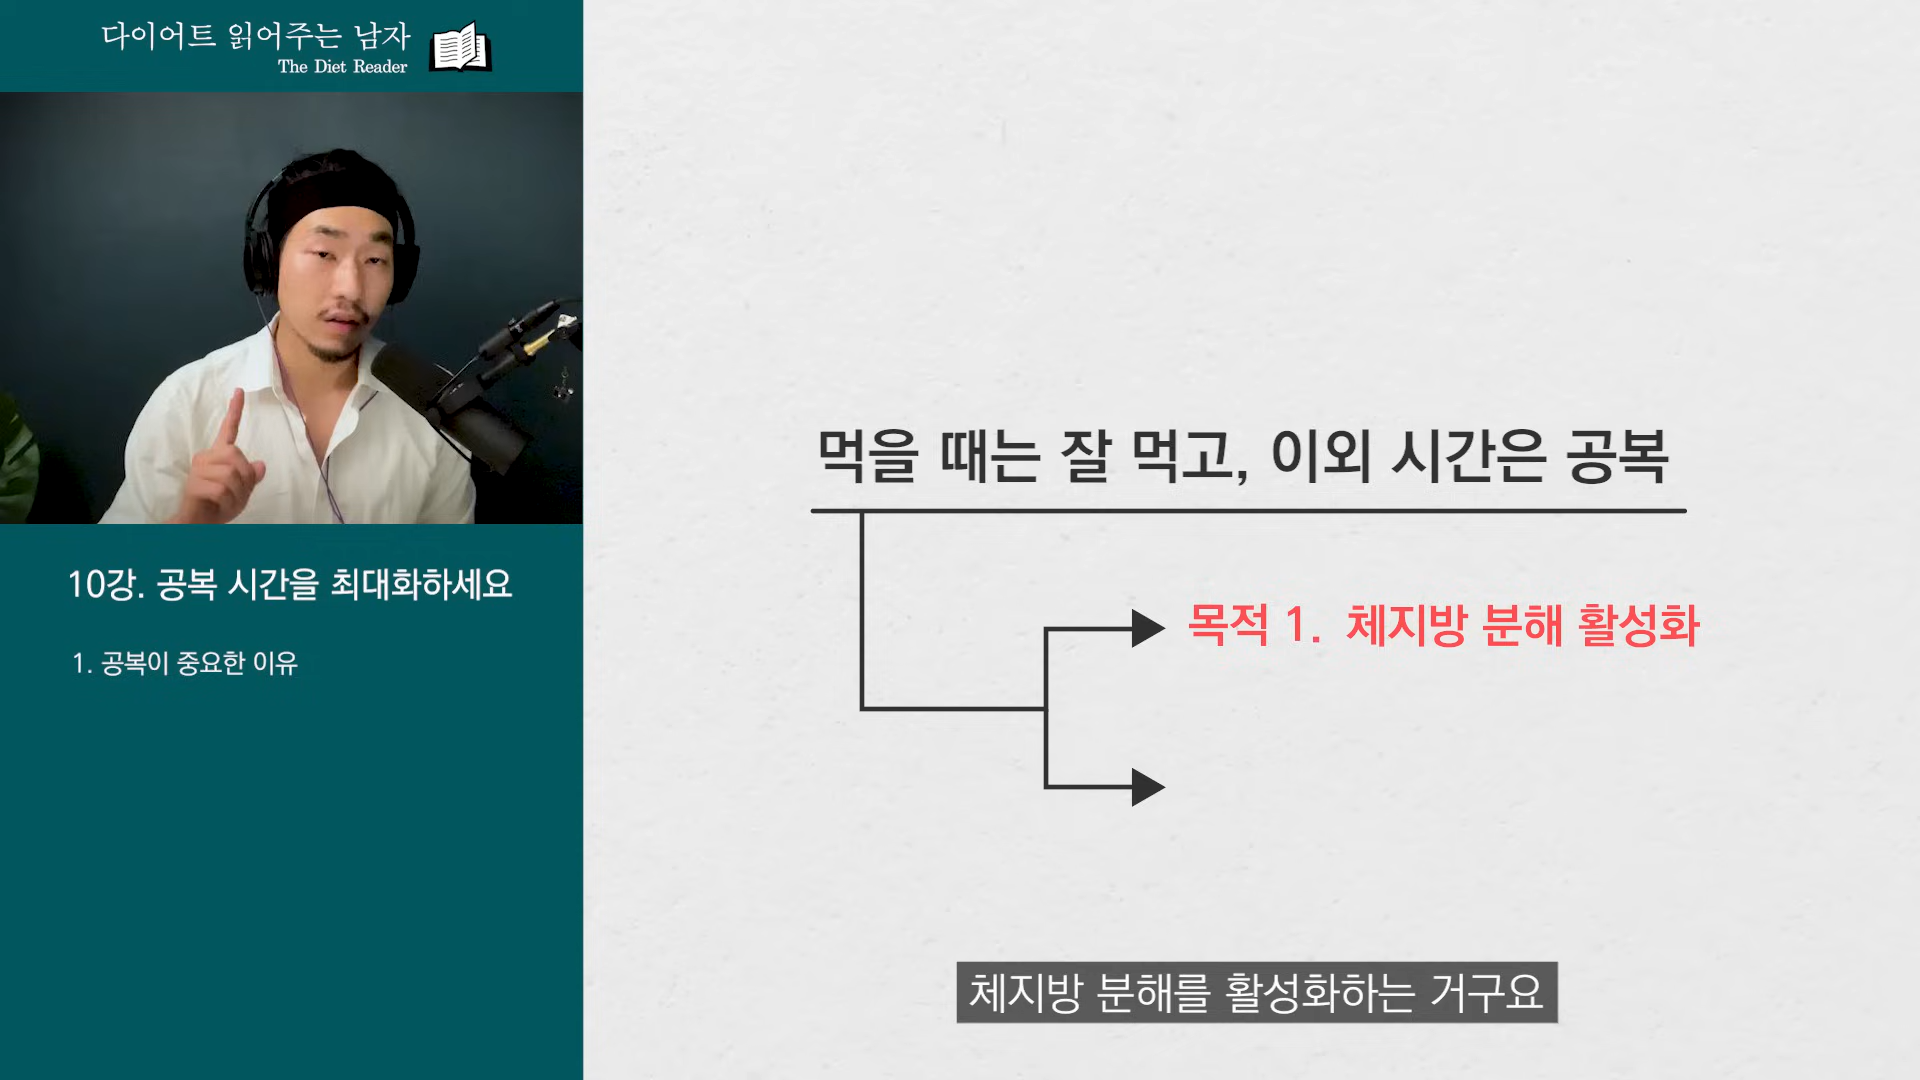 다이어트 읽어주는 남자
The Diet Reader
10강. 공복 시간을 최대화하세요
1. 공복이 중요한 이유
먹을 때는 잘 먹고, 이외 시간은 공복
목적 1. 체지방 분해 활성화
체지방 분해를 활성화하는 거구요